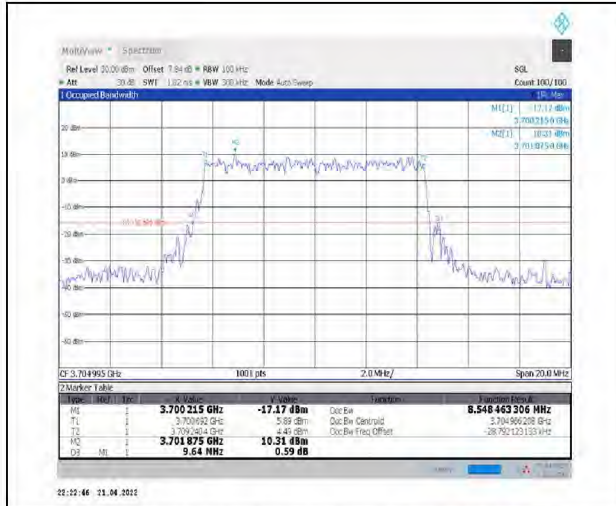 MultiView Spectrum
Ref Level 30.00 dBm Offset 7.84 dB RBW 100 kHz SGL
Att 30 dB SWT 1.02 ms VBW 300 kHz Mode Auto Sweep Count 100/100
1 Occupied Bandwidth
M1[1] -17.17 dBm
3.700215 0 GHz
M2[1] 10.31 dBm
3.701875 0 GHz
20 dBm
10 dBm
0 dBm
-10 dBm
-20 dBm
-30 dBm
-40 dBm
-50 dBm
-60 dBm
CF 3.704995 GHz 1001 pts 2.0 MHz/ Span 20.0 MHz
2 Marker Table
Type Ref Trc X-Value Y-Value Function Function Result
M1 1 3.700 215 GHz -17.17 dBm Occ Bw 8.548 463 306 MHz
T1 1 3.700692 GHz 5.89 dBm Occ Bw Centroid 3.704966208 GHz
T2 1 3.7092404 GHz 4.49 dBm Occ Bw Freq Offset -28.792123133 kHz
M2 1 3.701 875 GHz 10.31 dBm
D3 M1 1 9.64 MHz 0.59 dB
22:22:46 21.04.2022